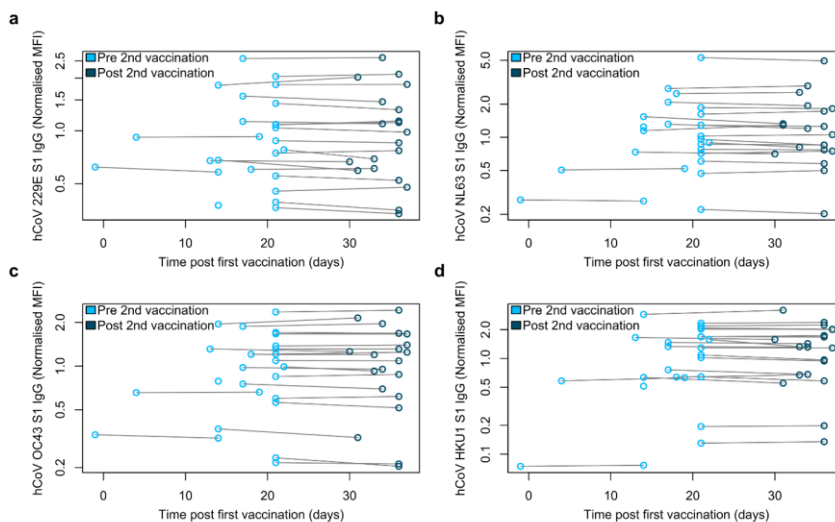 a
hCoV 229E S1 IgG (Normalised MFI)
2.5
1.5
1.0
0.5
Pre 2nd vaccination
Post 2nd vaccination
0 10 20 30
Time post first vaccination (days)
b
hCoV NL63 S1 IgG (Normalised MFI)
5.0
2.0
1.0
0.5
0.2
Pre 2nd vaccination
Post 2nd vaccination
0 10 20 30
Time post first vaccination (days)
c
hCoV OC43 S1 IgG (Normalised MFI)
2.0
1.0
0.5
0.2
Pre 2nd vaccination
Post 2nd vaccination
0 10 20 30
Time post first vaccination (days)
d
hCoV HKU1 S1 IgG (Normalised MFI)
2.0
1.0
0.5
0.2
0.1
Pre 2nd vaccination
Post 2nd vaccination
0 10 20 30
Time post first vaccination (days)